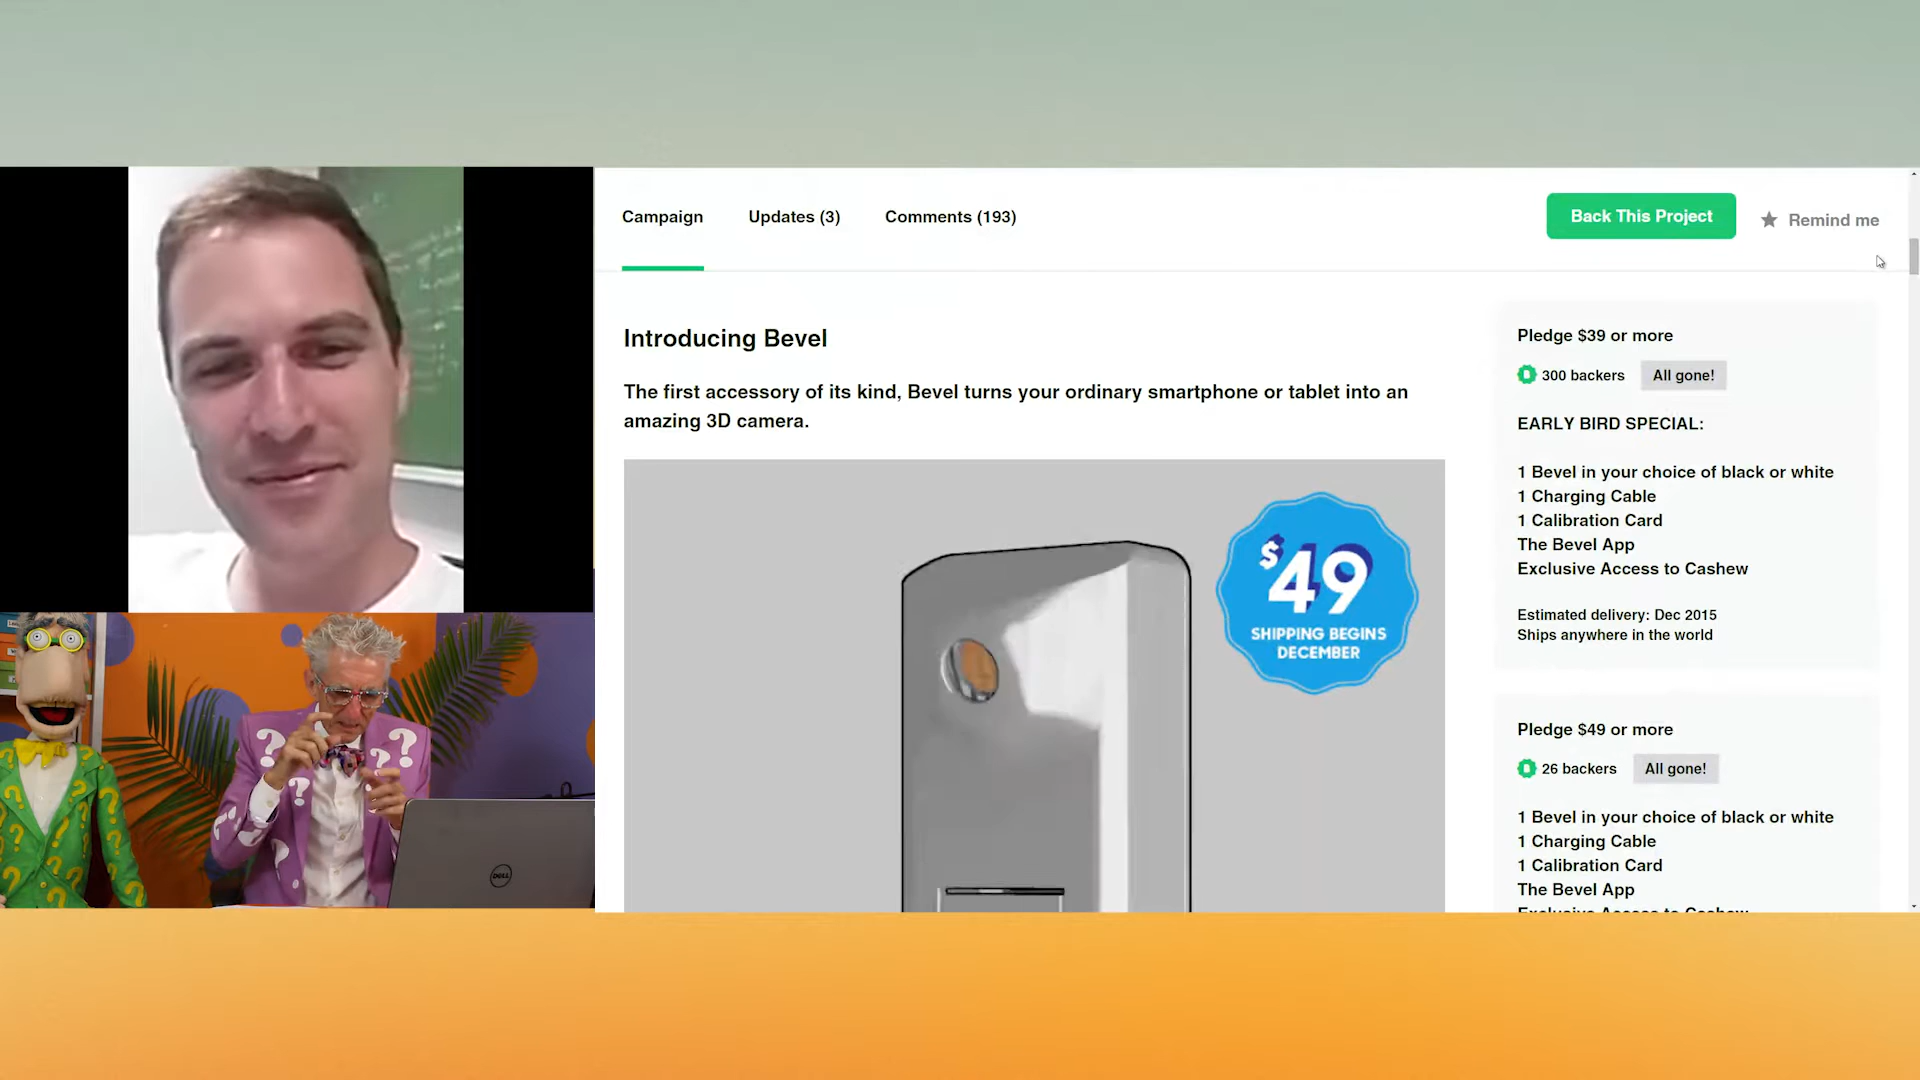 Campaign
Updates (3)
Comments (193)
Back This Project
Remind me
Introducing Bevel
The first accessory of its kind, Bevel turns your ordinary smartphone or tablet into an
amazing 3D camera.
$49
SHIPPING BEGINS
DECEMBER
Pledge $39 or more
300 backers
All gone!
EARLY BIRD SPECIAL:
1 Bevel in your choice of black or white
1 Charging Cable
1 Calibration Card
The Bevel App
Exclusive Access to Cashew
Estimated delivery: Dec 2015
Ships anywhere in the world
Pledge $49 or more
26 backers
All gone!
1 Bevel in your choice of black or white
1 Charging Cable
1 Calibration Card
The Bevel App
Exclusive Access to Cashew
DELL